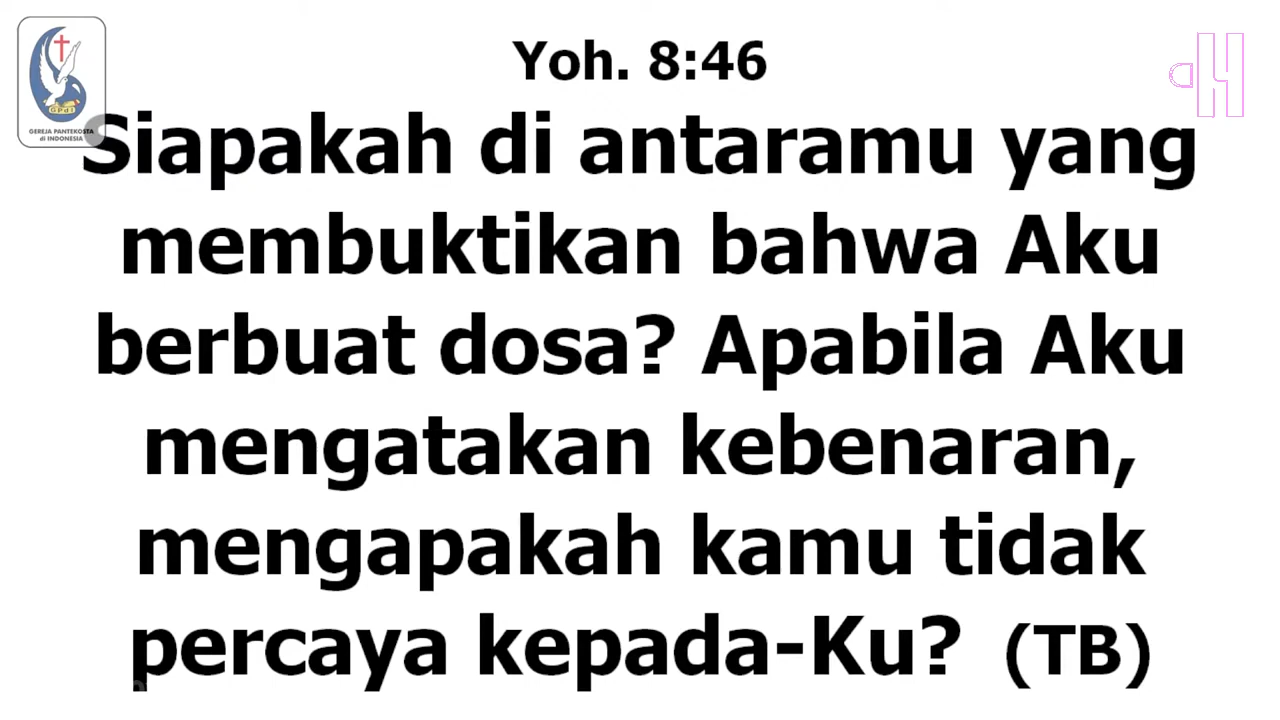 Yoh. 8:46
Siapakah di antaramu yang
membuktikan bahwa Aku
berbuat dosa? Apabila Aku
mengatakan kebenaran,
mengapakah kamu tidak
percaya kepada-Ku? (TB)
GPdI
GEREJA PANTEKOSTA
di INDONESIA